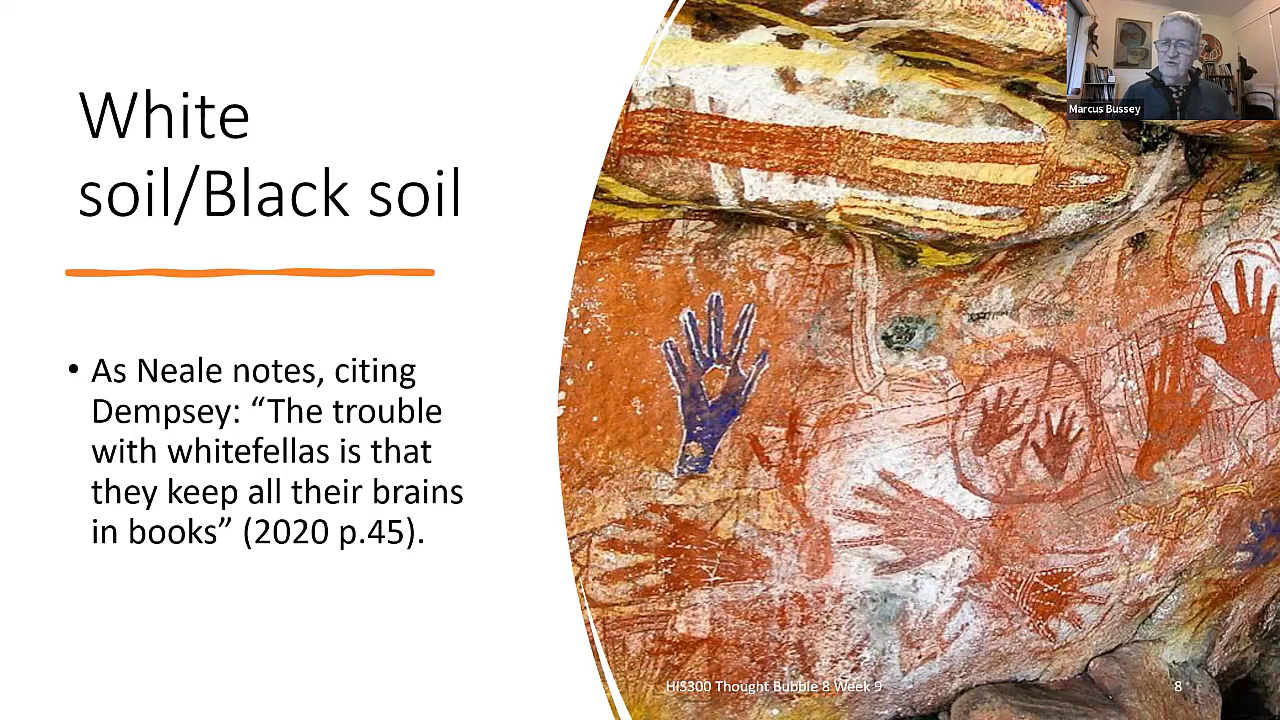 White
soil/Black soil
• As Neale notes, citing
Dempsey: “The trouble
with whitefellas is that
they keep all their brains
in books” (2020 p.45).
Marcus Bussey
HIS300 Thought Bubble 8 Week 9
8